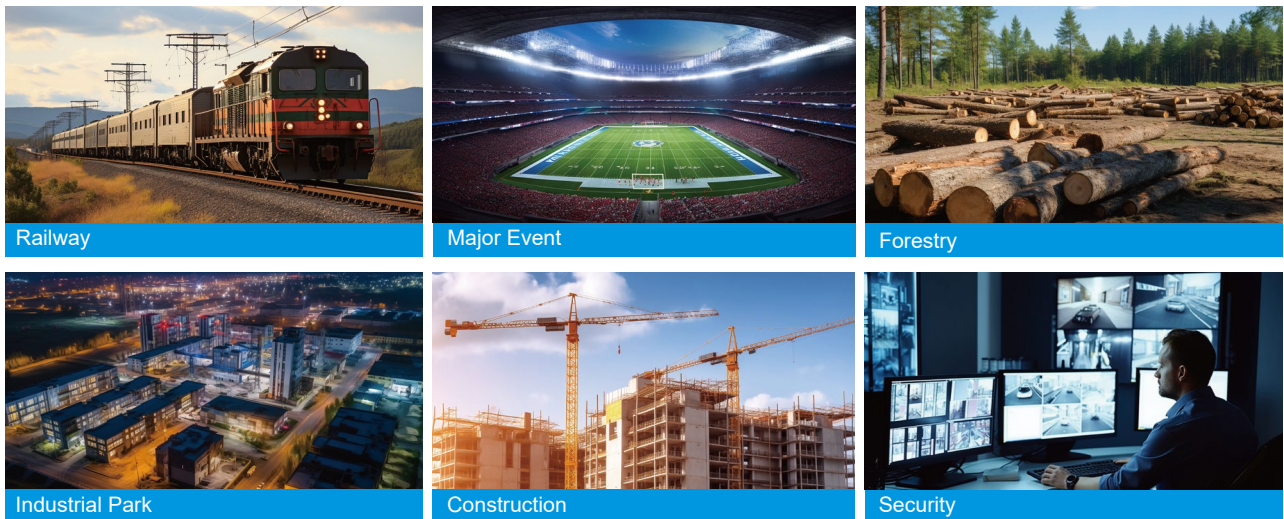 Railway
Major Event
Forestry
Industrial Park
Construction
Security